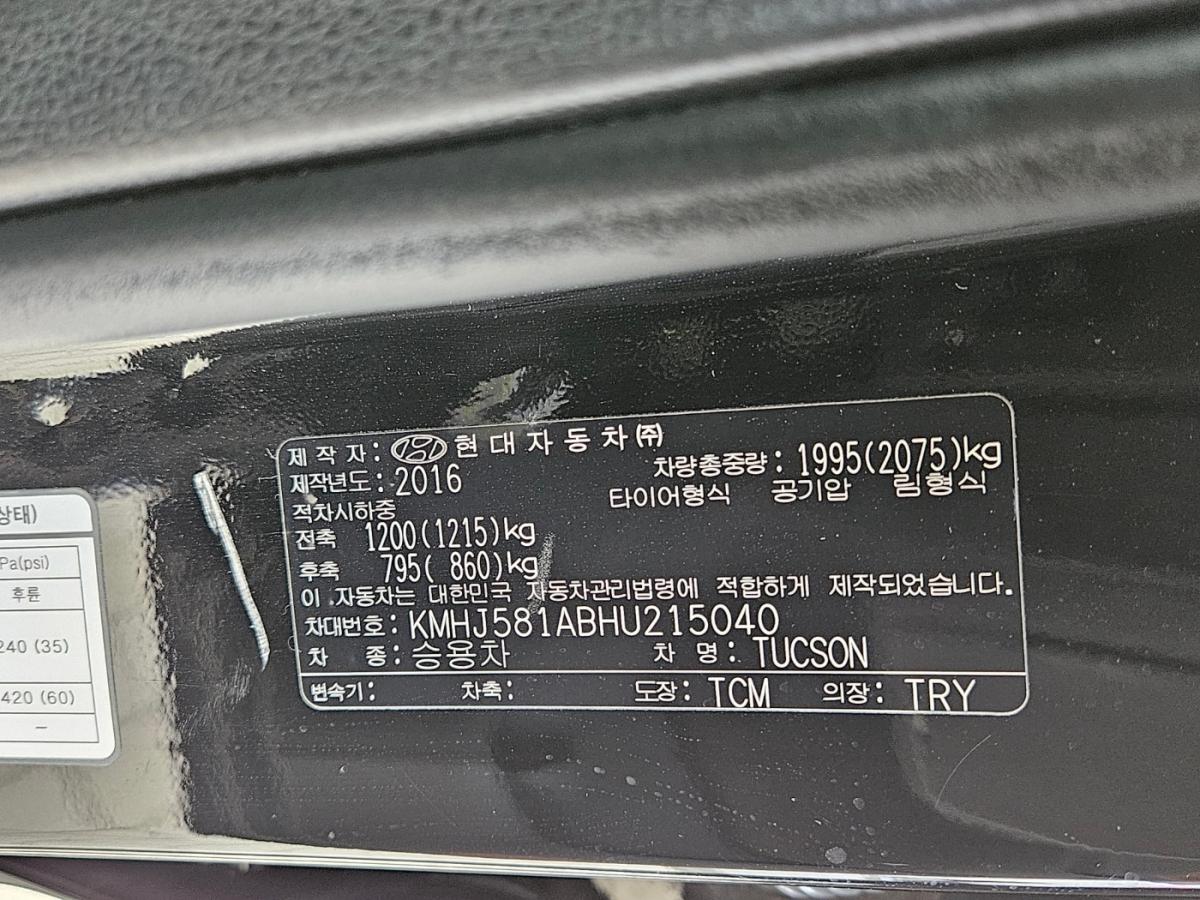 제 작 자 : 현 대 자 동 차 ㈜
제작년도 : 2016
차량총중량 : 1995(2075)kg
타이어형식 공기압 림형식
적차시하중
전축 1200(1215)kg
후축 795( 860)kg
이 자동차는 대한민국 자동차관리법령에 적합하게 제작되었습니다.
차대번호 : KMHJ581ABHU215040
차 종 : 승용차 차 명 : TUCSON
변속기 : 차축 : 도장 : TCM 의장 : TRY
상태)
Pa(psi)
후륜
240 (35)
420 (60)
–